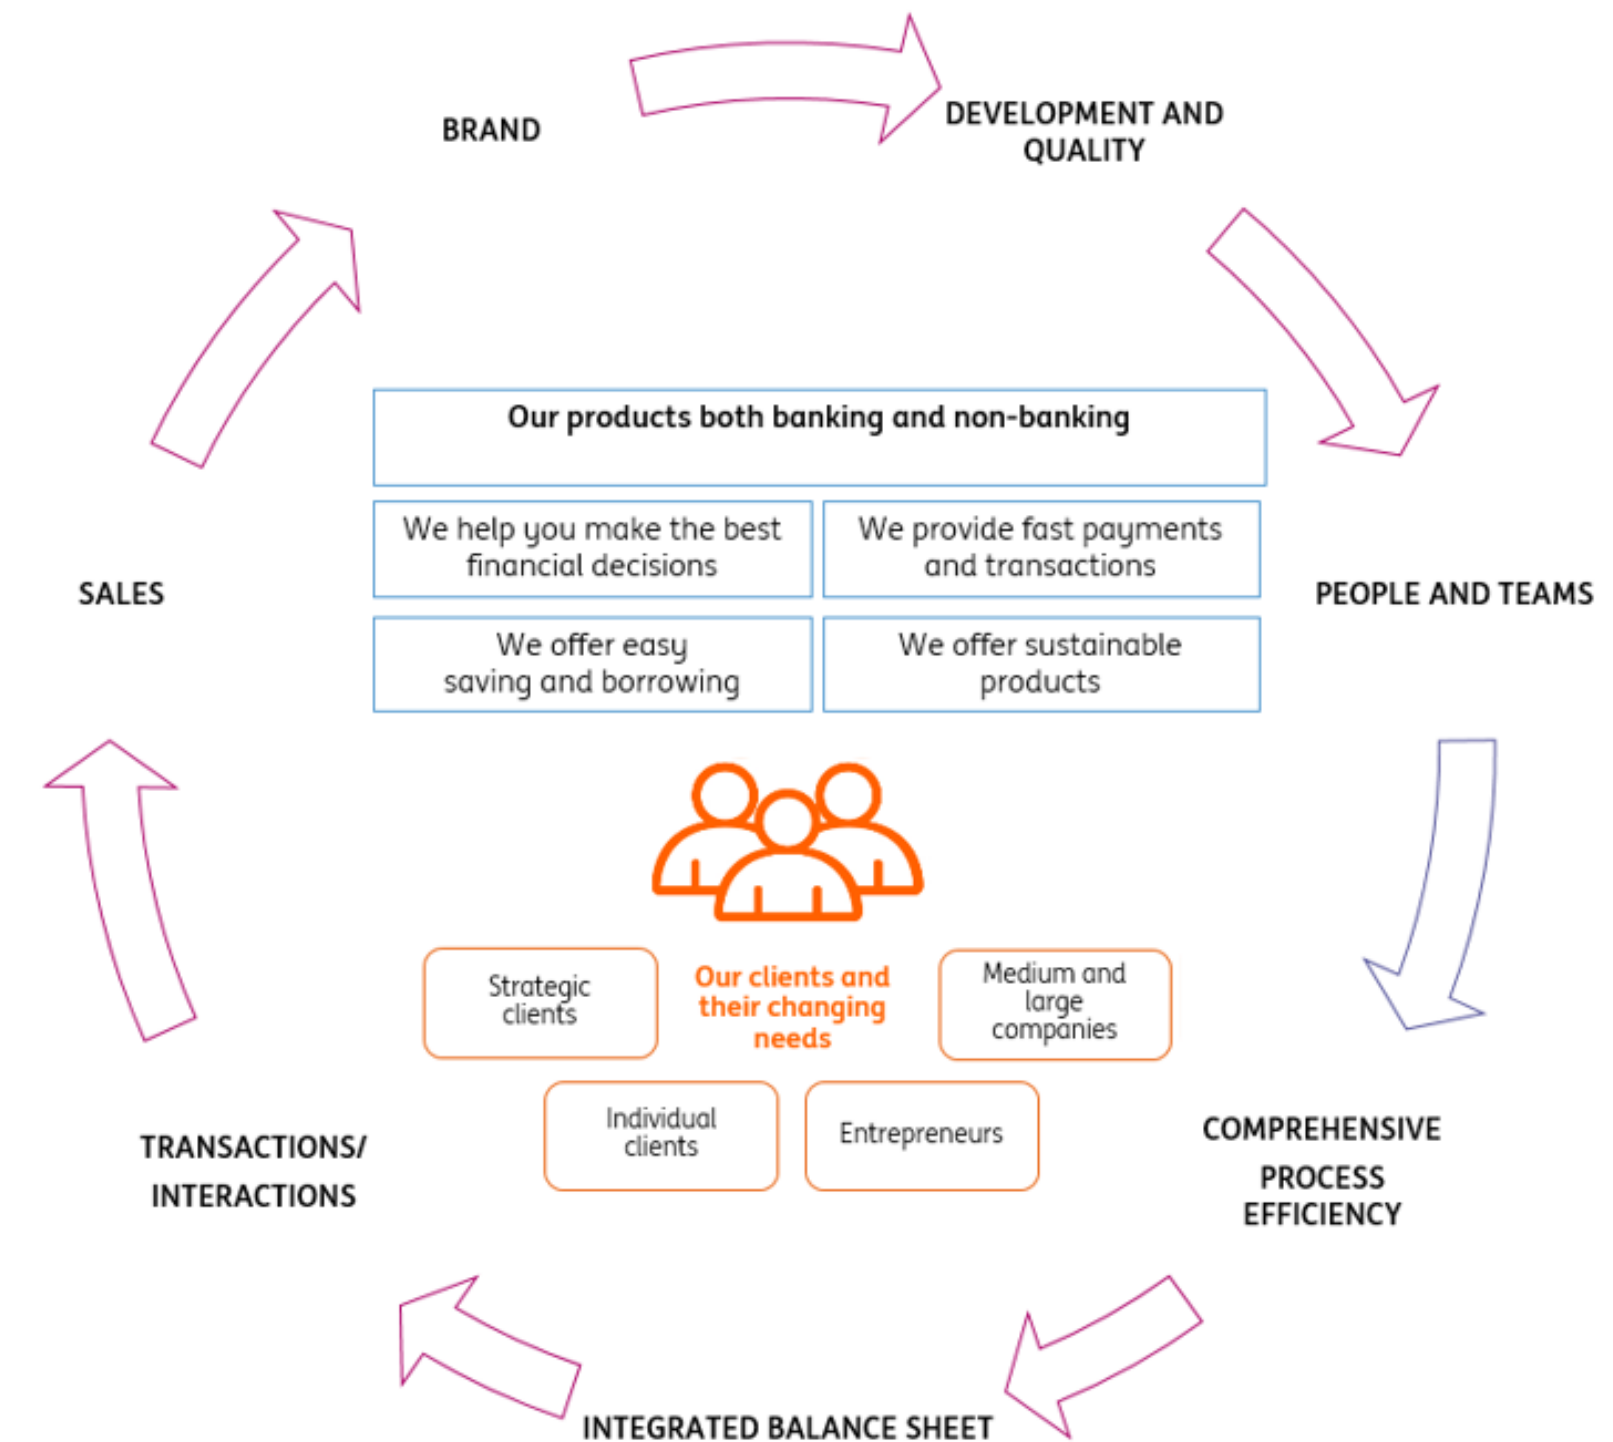 BRAND
DEVELOPMENT AND
QUALITY
Our products both banking and non-banking
We help you make the best
financial decisions
We provide fast payments
and transactions
SALES
PEOPLE AND TEAMS
We offer easy
saving and borrowing
We offer sustainable
products
Strategic
clients
Our clients and
their changing
needs
Medium and
large
companies
Individual
clients
Entrepreneurs
TRANSACTIONS/
INTERACTIONS
COMPREHENSIVE
PROCESS
EFFICIENCY
INTEGRATED BALANCE SHEET